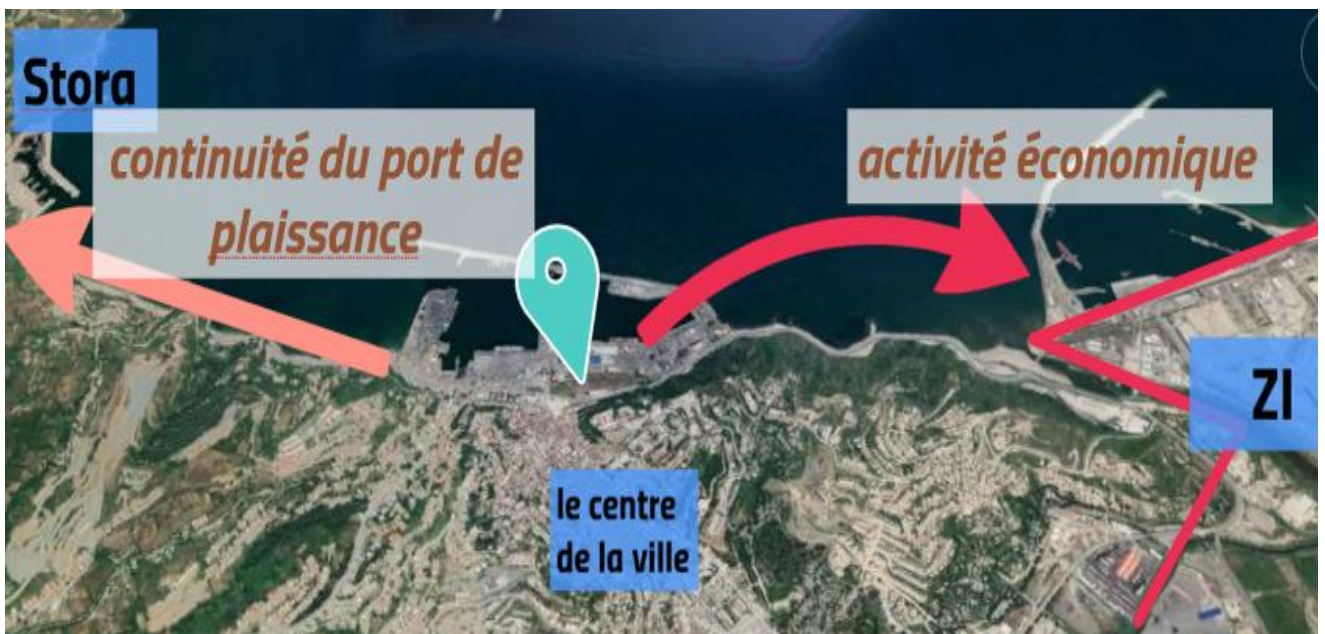 Stora
continuité du port de
plaissance
activité économique
ZI
le centre
de la ville